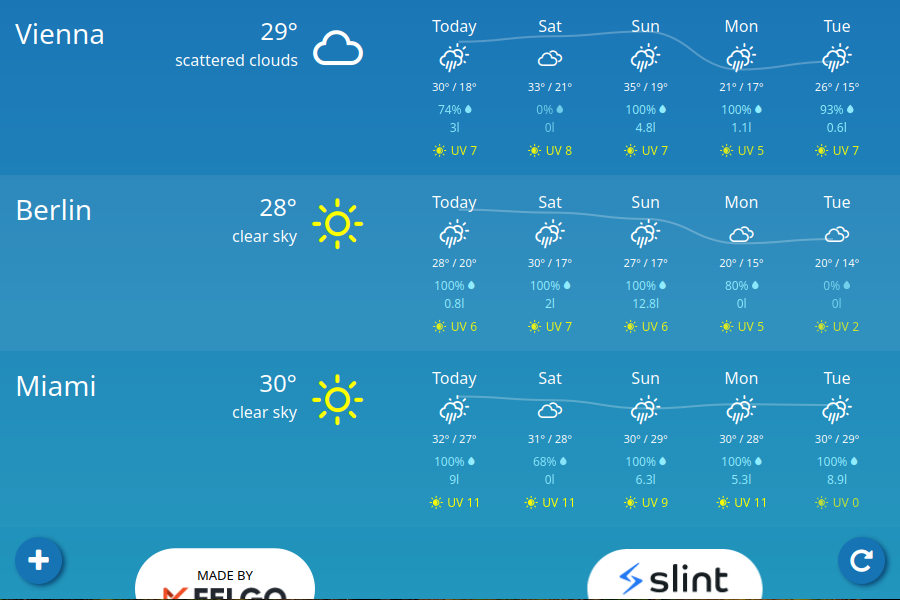 Vienna
29°
scattered clouds
Today Sat Sun Mon Tue
30° / 18° 33° / 21° 35° / 19° 21° / 17° 26° / 15°
74% 0% 100% 100% 93%
3l 0l 4.8l 1.1l 0.6l
UV 7 UV 8 UV 7 UV 5 UV 7
Berlin
28°
clear sky
Today Sat Sun Mon Tue
28° / 20° 30° / 17° 27° / 17° 20° / 15° 20° / 14°
100% 100% 100% 80% 0%
0.8l 2l 12.8l 0l 0l
UV 6 UV 7 UV 6 UV 5 UV 2
Miami
30°
clear sky
Today Sat Sun Mon Tue
32° / 27° 31° / 28° 30° / 29° 30° / 28° 30° / 29°
100% 68% 100% 100% 100%
9l 0l 6.3l 5.3l 8.9l
UV 11 UV 11 UV 9 UV 11 UV 0
MADE BY
slint